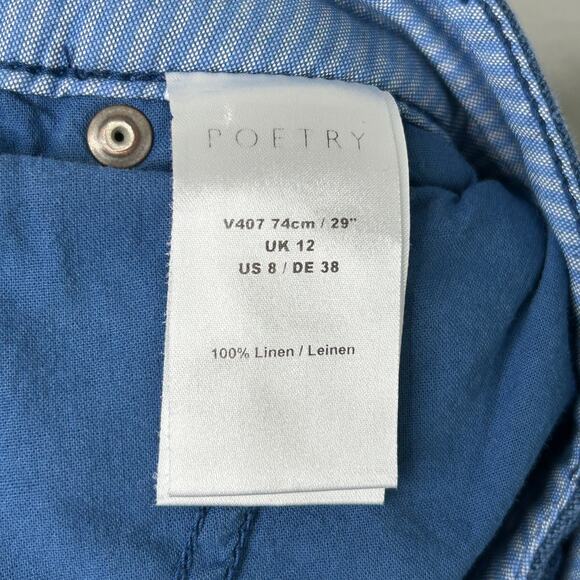 POETRY
V407 74cm / 29"
UK 12
US 8 / DE 38
100% Linen / Leinen